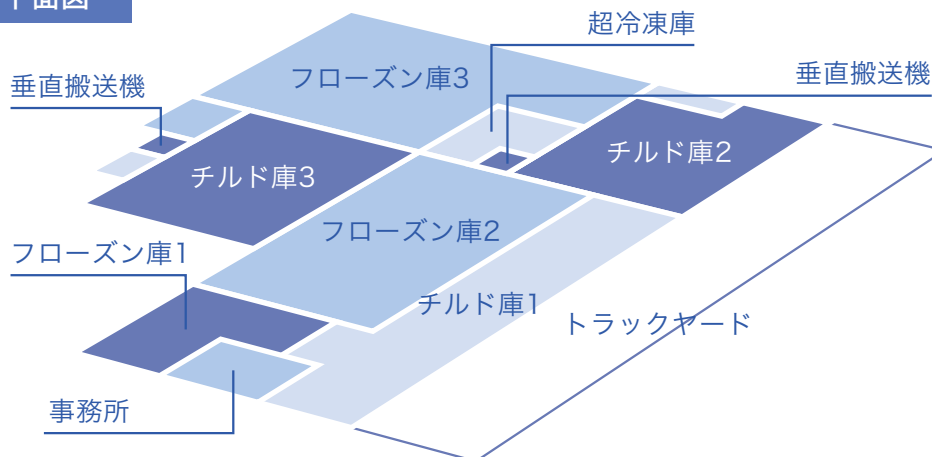 平面図
超冷凍庫
垂直搬送機
フローズン庫3
垂直搬送機
チルド庫2
チルド庫3
フローズン庫2
フローズン庫1
チルド庫1
トラックヤード
事務所